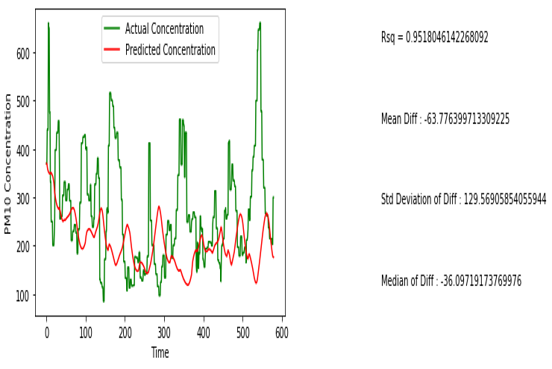 Actual Concentration
Predicted Concentration
PM10 Concentration
600
500
400
300
200
100
0 100 200 300 400 500 600
Time
Rsq = 0.9518046142268092
Mean Diff : -63.776399713309225
Std Deviation of Diff : 129.56905854055944
Median of Diff : -36.09719173769976